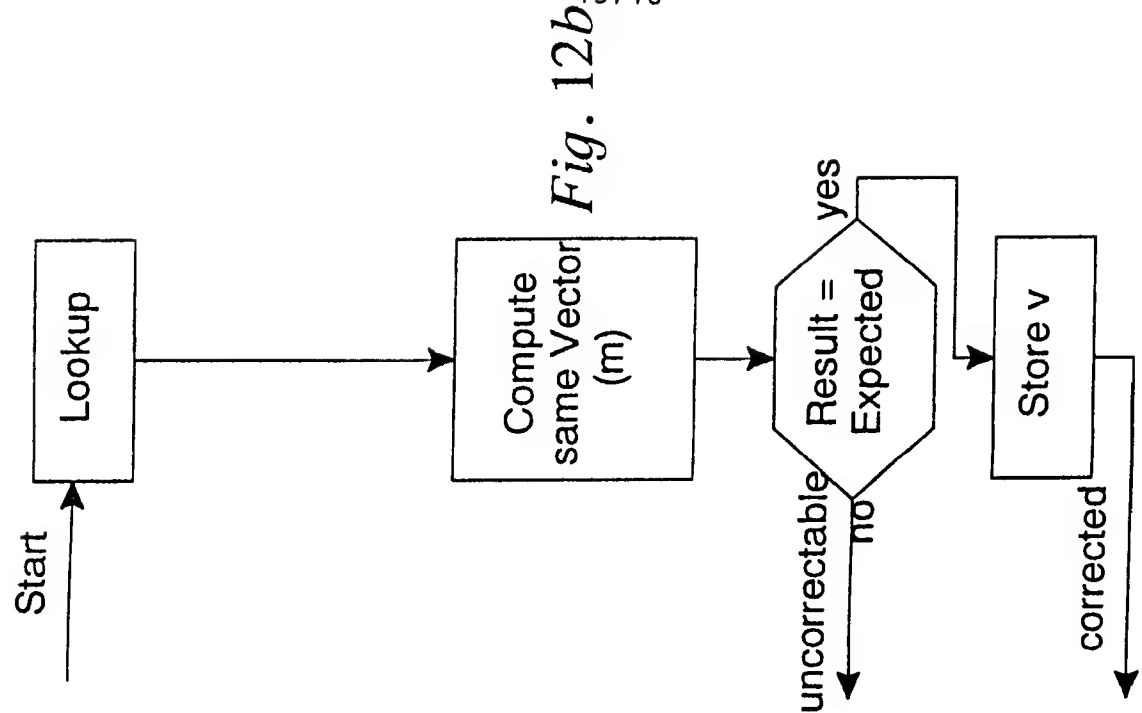 Start
Lookup
Compute
same Vector
(m)
Fig. 12b
Result =
Expected
yes
uncorrectable
no
Store v
corrected